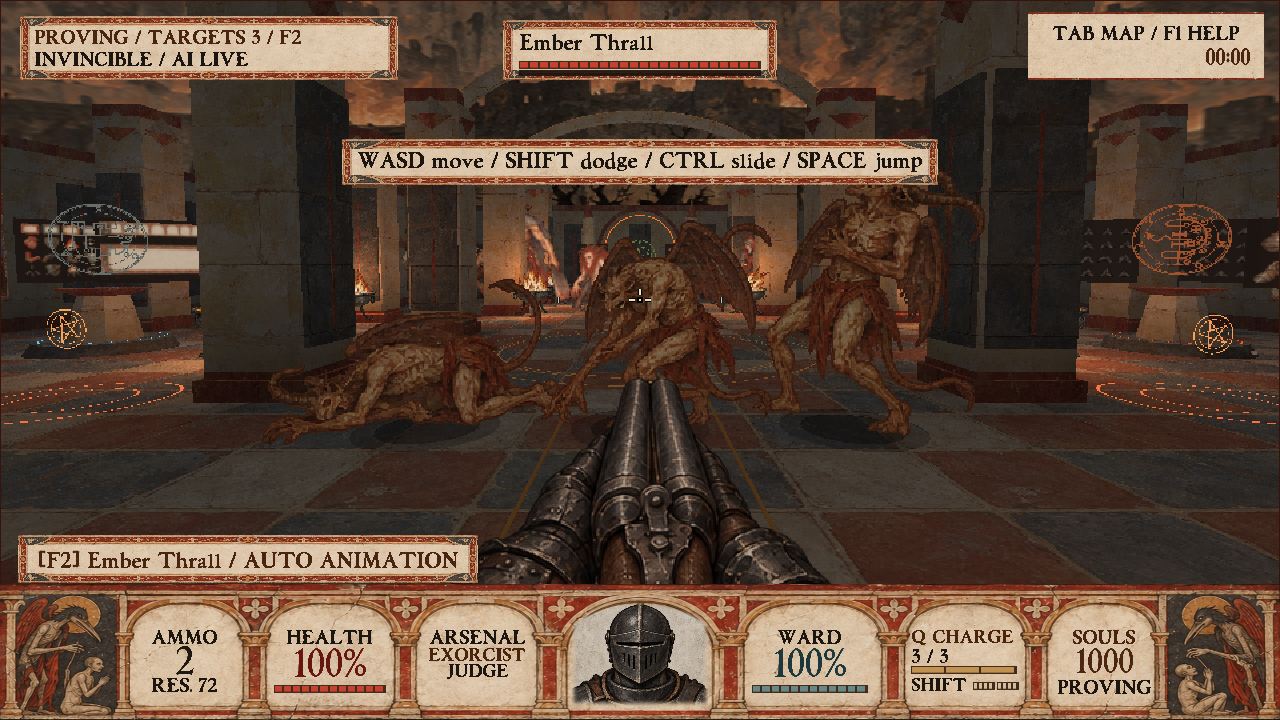 PROVING / TARGETS 3 / F2
INVINCIBLE / AI LIVE
Ember Thrall
TAB MAP / F1 HELP
00:00
WASD move / SHIFT dodge / CTRL slide / SPACE jump
[F2] Ember Thrall / AUTO ANIMATION
AMMO
2
RES. 72
HEALTH
100%
ARSENAL
EXORCIST
JUDGE
WARD
100%
Q CHARGE
3 / 3
SHIFT
SOULS
1000
PROVING